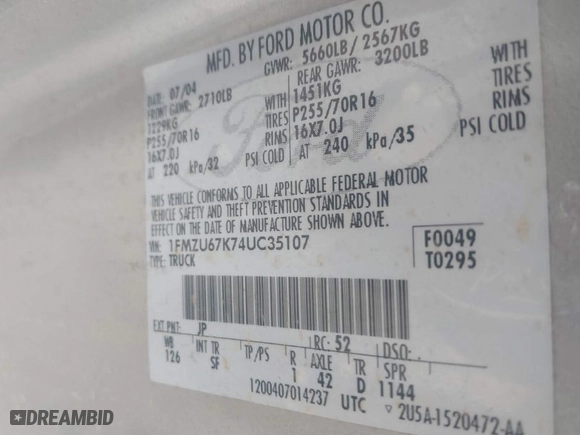 MFD. BY FORD MOTOR CO.
DATE: 07/04 GVWR: 5660LB/ 2567KG
FRONT GAWR: 2710LB REAR GAWR: 3200LB
1229KG WITH 1451KG WITH
P255/70R16 TIRES P255/70R16 TIRES
16X7.0J RIMS 16X7.0J RIMS
AT 220 kPa/32 PSI COLD AT 240 kPa/35 PSI COLD
THIS VEHICLE CONFORMS TO ALL APPLICABLE FEDERAL MOTOR
VEHICLE SAFETY AND THEFT PREVENTION STANDARDS IN
EFFECT ON THE DATE OF MANUFACTURE SHOWN ABOVE.
VIN: 1FMZU67K74UC35107 F0049
TYPE: TRUCK T0295
EXT PNT: JP RC: 52 DSO:
WB INT TR TP/PS R AXLE TR SPR
126 SF 1 42 D 1144
1200407014237 UTC ▽ 2U5A-1520472-AA
Ford
DREAMBID